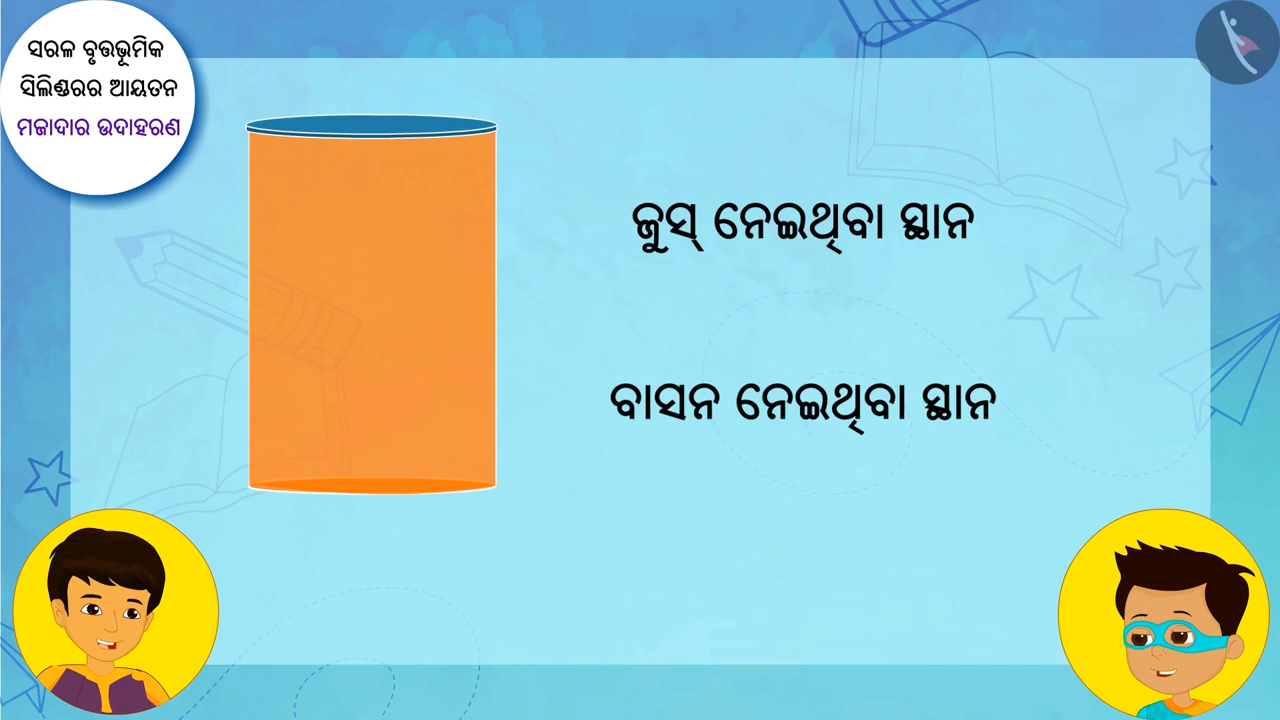 ସରଳ ବୃତ୍ତଭୂମିକ
ସିଲିଣ୍ଡରର ଆୟତନ
ମଜାଦାର ଉଦାହରଣ
ଜୁସ୍ ନେଇଥିବା ସ୍ଥାନ
ବାସନ ନେଇଥିବା ସ୍ଥାନ